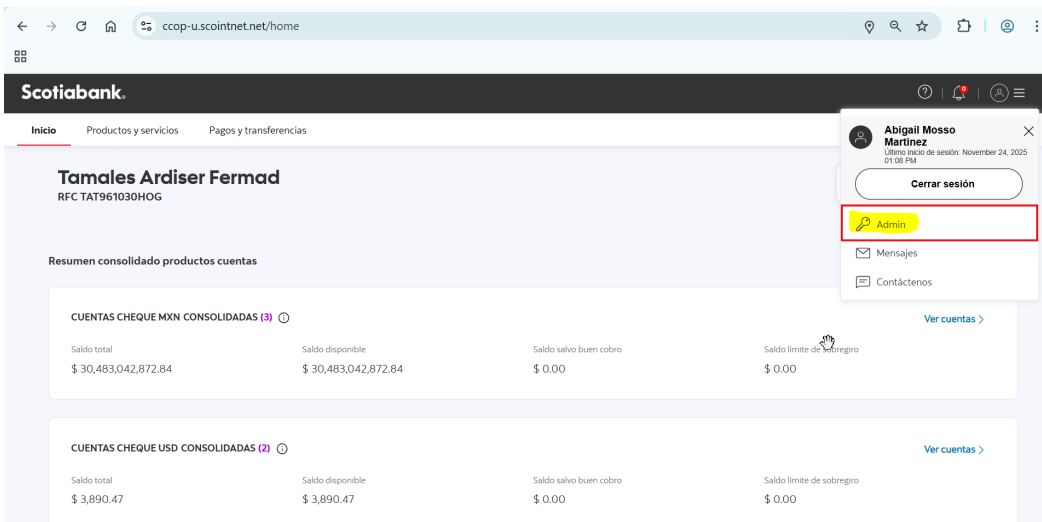 ccop-u.scointnet.net/home
Scotiabank.
0
Inicio Productos y servicios Pagos y transferencias
Abigail Mosso
Martinez
Último inicio de sesión: November 24, 2025
01:08 PM
Cerrar sesión
Admin
Mensajes
Contáctenos
Tamales Ardiser Fermad
RFC TAT961030HOG
Resumen consolidado productos cuentas
CUENTAS CHEQUE MXN CONSOLIDADAS (3)
Ver cuentas >
Saldo total Saldo disponible Saldo salvo buen cobro Saldo límite de sobregiro
$ 30,483,042,872.84 $ 30,483,042,872.84 $ 0.00 $ 0.00
CUENTAS CHEQUE USD CONSOLIDADAS (2)
Ver cuentas >
Saldo total Saldo disponible Saldo salvo buen cobro Saldo límite de sobregiro
$ 3,890.47 $ 3,890.47 $ 0.00 $ 0.00